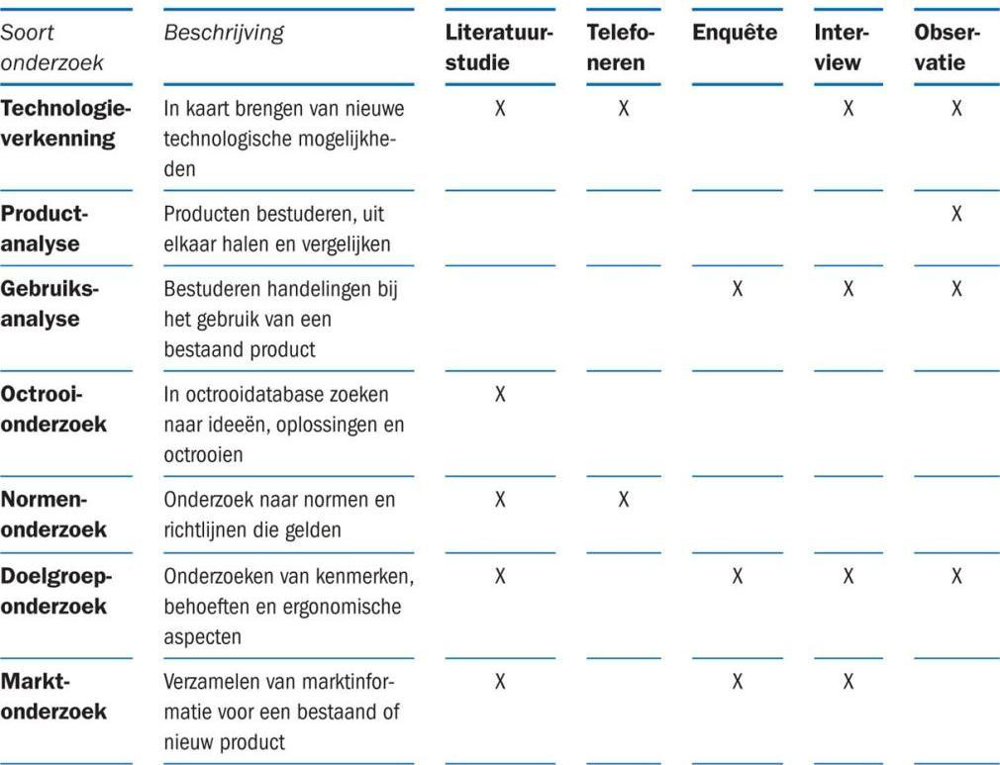 Soort Beschrijving Literatuur- Telefo- Enquête Inter- Obser-
onderzoek studie neren view vatie
Technologie- In kaart brengen van nieuwe X X X X
verkenning technologische mogelijkhe-
den
Product- Producten bestuderen, uit X
analyse elkaar halen en vergelijken
Gebruiks- Bestuderen handelingen bij X X X
analyse het gebruik van een
bestaand product
Octrooi- In octrooidatabase zoeken X
onderzoek naar ideeën, oplossingen en
octrooien
Normen- Onderzoek naar normen en X X
onderzoek richtlijnen die gelden
Doelgroep- Onderzoeken van kenmerken, X X X X
onderzoek behoeften en ergonomische
aspecten
Markt- Verzamelen van marktinfor- X X X
onderzoek matie voor een bestaand of
nieuw product